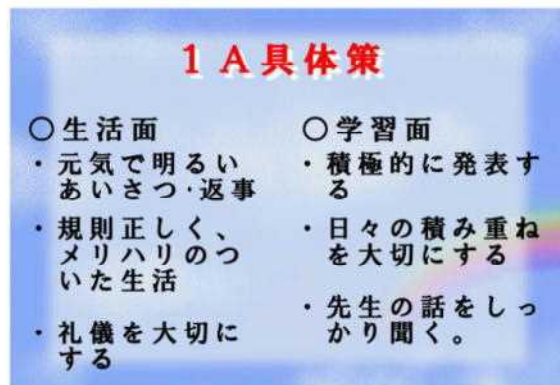 １Ａ具体策
○生活面
・元気で明るい
あいさつ・返事
・規則正しく、
メリハリのつ
いた生活
・礼儀を大切に
する
○学習面
・積極的に発表す
る
・日々の積み重ね
を大切にする
・先生の話をしっ
かり聞く。